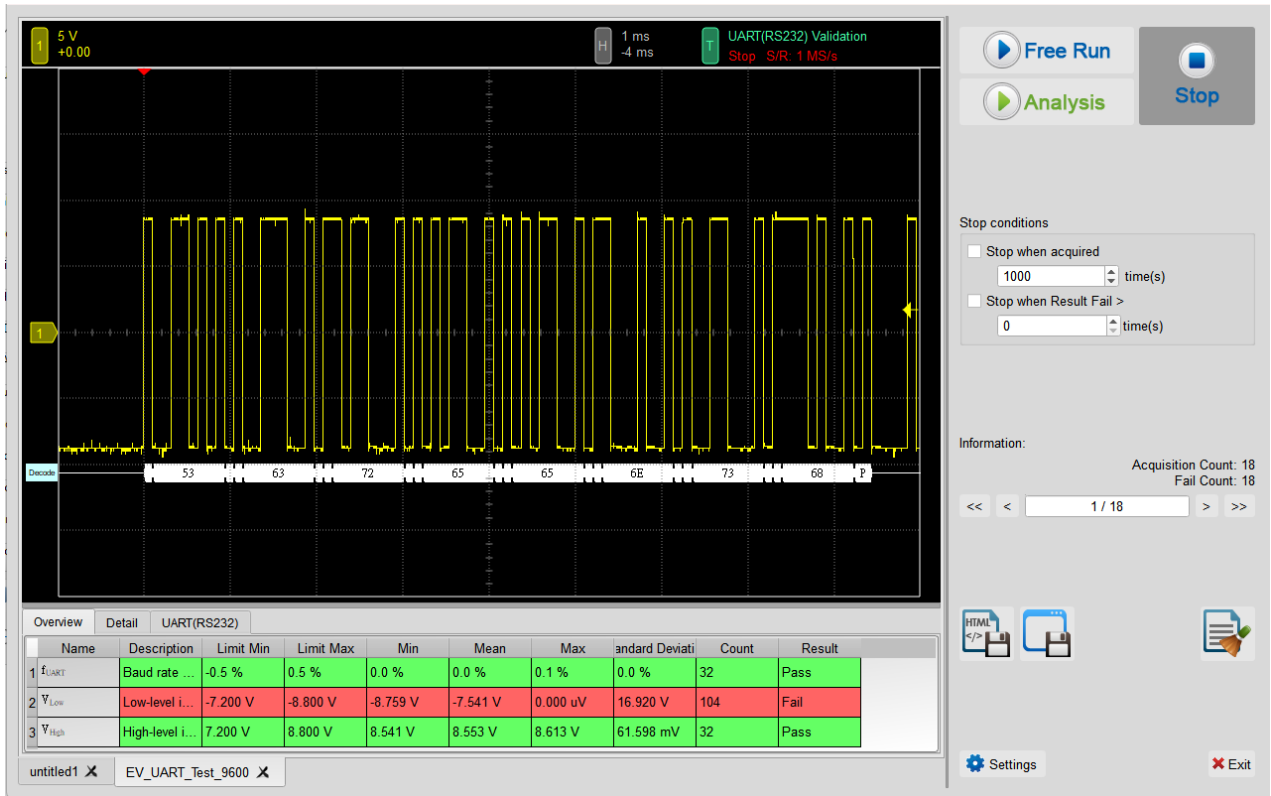 1 5 V +0.00 H 1 ms -4 ms T UART(RS232) Validation
Stop S/R: 1 MS/s
Free Run
Analysis
Stop
1
Decode 53 63 72 65 65 6E 73 68 P
Stop conditions
Stop when acquired
1000 time(s)
Stop when Result Fail >
0 time(s)
Information:
Acquisition Count: 18
Fail Count: 18
<< < 1 / 18 > >>
HTML
</>
Overview Detail UART(RS232)
Name Description Limit Min Limit Max Min Mean Max andard Deviati Count Result
1 fUART Baud rate ... -0.5 % 0.5 % 0.0 % 0.0 % 0.1 % 0.0 % 32 Pass
2 VLow Low-level i... -7.200 V -8.800 V -8.759 V -7.541 V 0.000 uV 16.920 V 104 Fail
3 VHigh High-level i... 7.200 V 8.800 V 8.541 V 8.553 V 8.613 V 61.598 mV 32 Pass
untitled1 X EV_UART_Test_9600 X
Settings
Exit